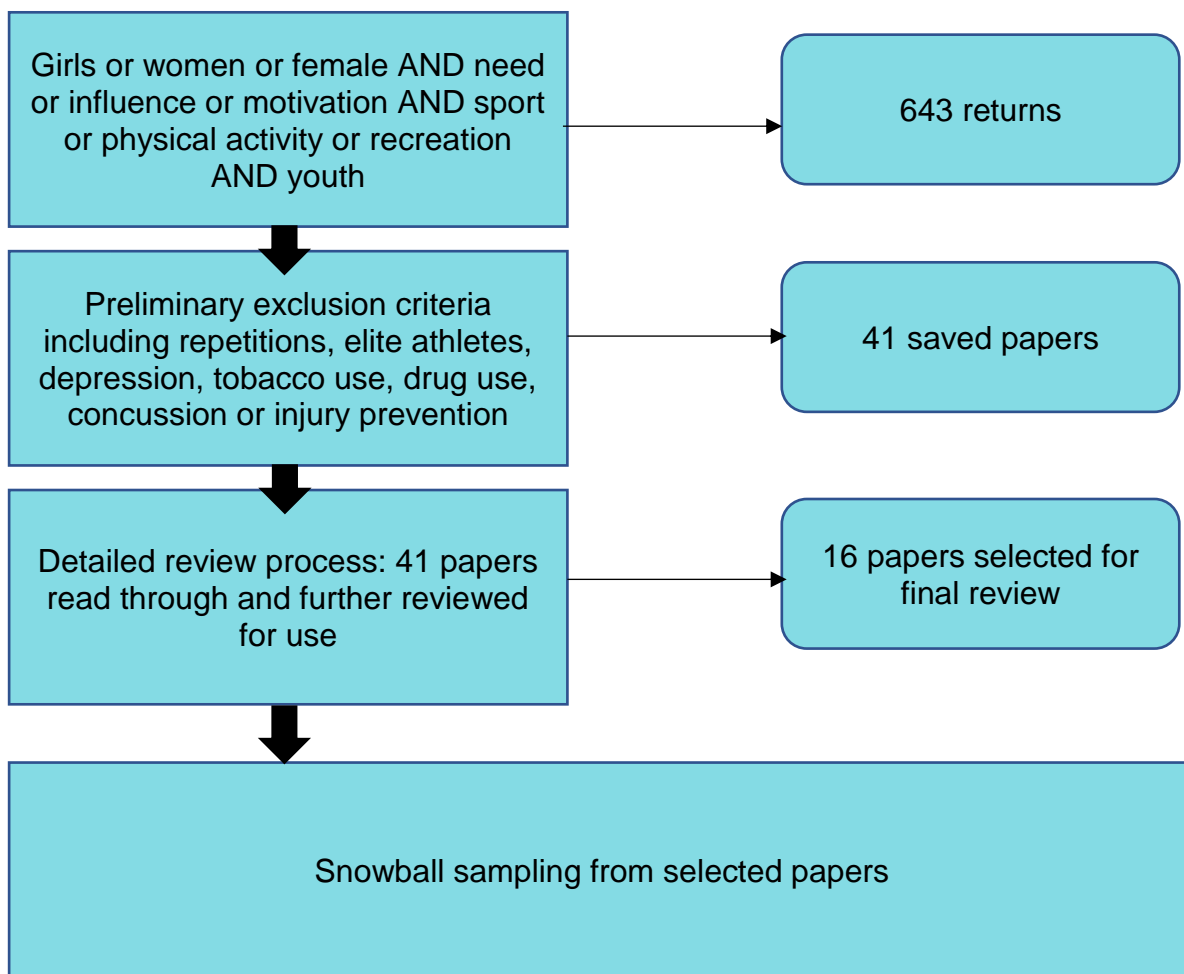 Girls or women or female AND need
or influence or motivation AND sport
or physical activity or recreation
AND youth
643 returns
Preliminary exclusion criteria
including repetitions, elite athletes,
depression, tobacco use, drug use,
concussion or injury prevention
41 saved papers
Detailed review process: 41 papers
read through and further reviewed
for use
16 papers selected for
final review
Snowball sampling from selected papers